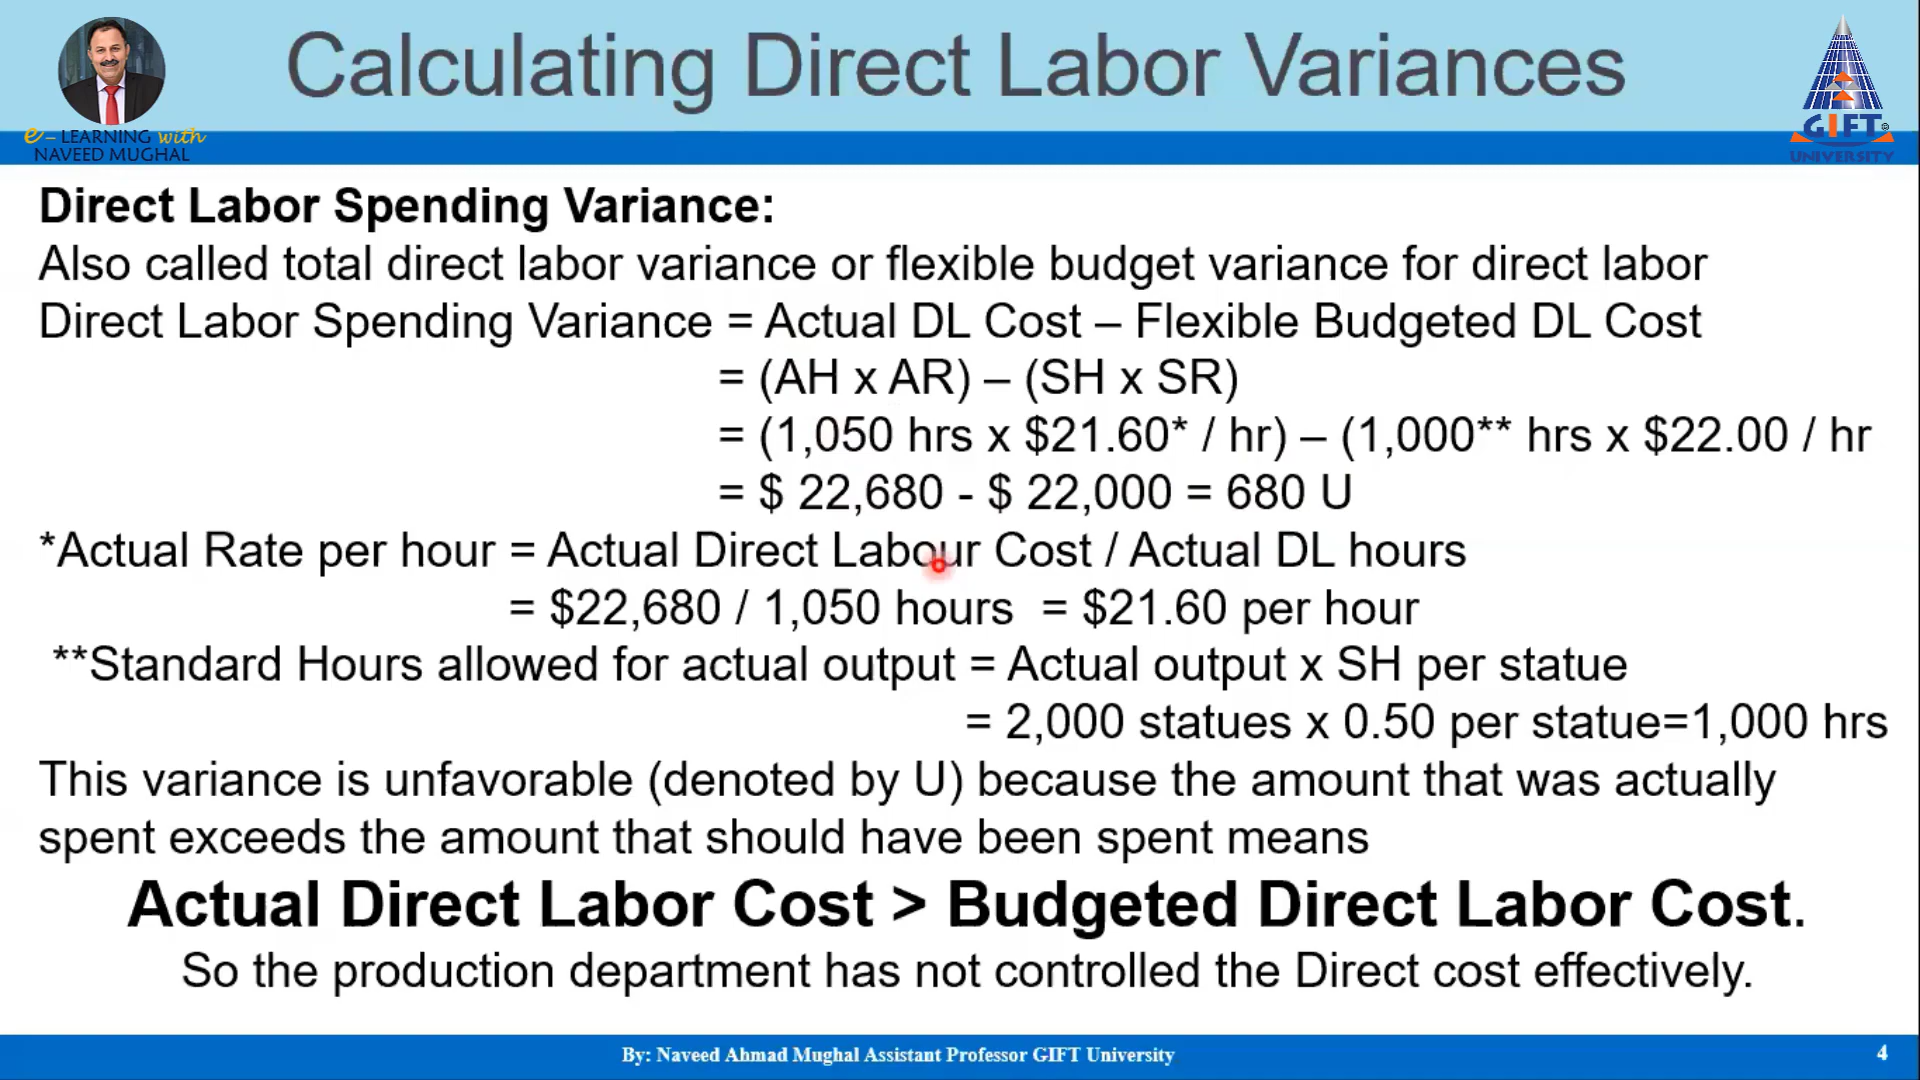 Calculating Direct Labor Variances
e – LEARNING with
NAVEED MUGHAL
GIFT
UNIVERSITY
Direct Labor Spending Variance:
Also called total direct labor variance or flexible budget variance for direct labor
Direct Labor Spending Variance = Actual DL Cost – Flexible Budgeted DL Cost
= (AH x AR) – (SH x SR)
= (1,050 hrs x $21.60* / hr) – (1,000** hrs x $22.00 / hr
= $ 22,680 - $ 22,000 = 680 U
*Actual Rate per hour = Actual Direct Labour Cost / Actual DL hours
= $22,680 / 1,050 hours = $21.60 per hour
**Standard Hours allowed for actual output = Actual output x SH per statue
= 2,000 statues x 0.50 per statue=1,000 hrs
This variance is unfavorable (denoted by U) because the amount that was actually
spent exceeds the amount that should have been spent means
Actual Direct Labor Cost > Budgeted Direct Labor Cost.
So the production department has not controlled the Direct cost effectively.
By: Naveed Ahmad Mughal Assistant Professor GIFT University
4